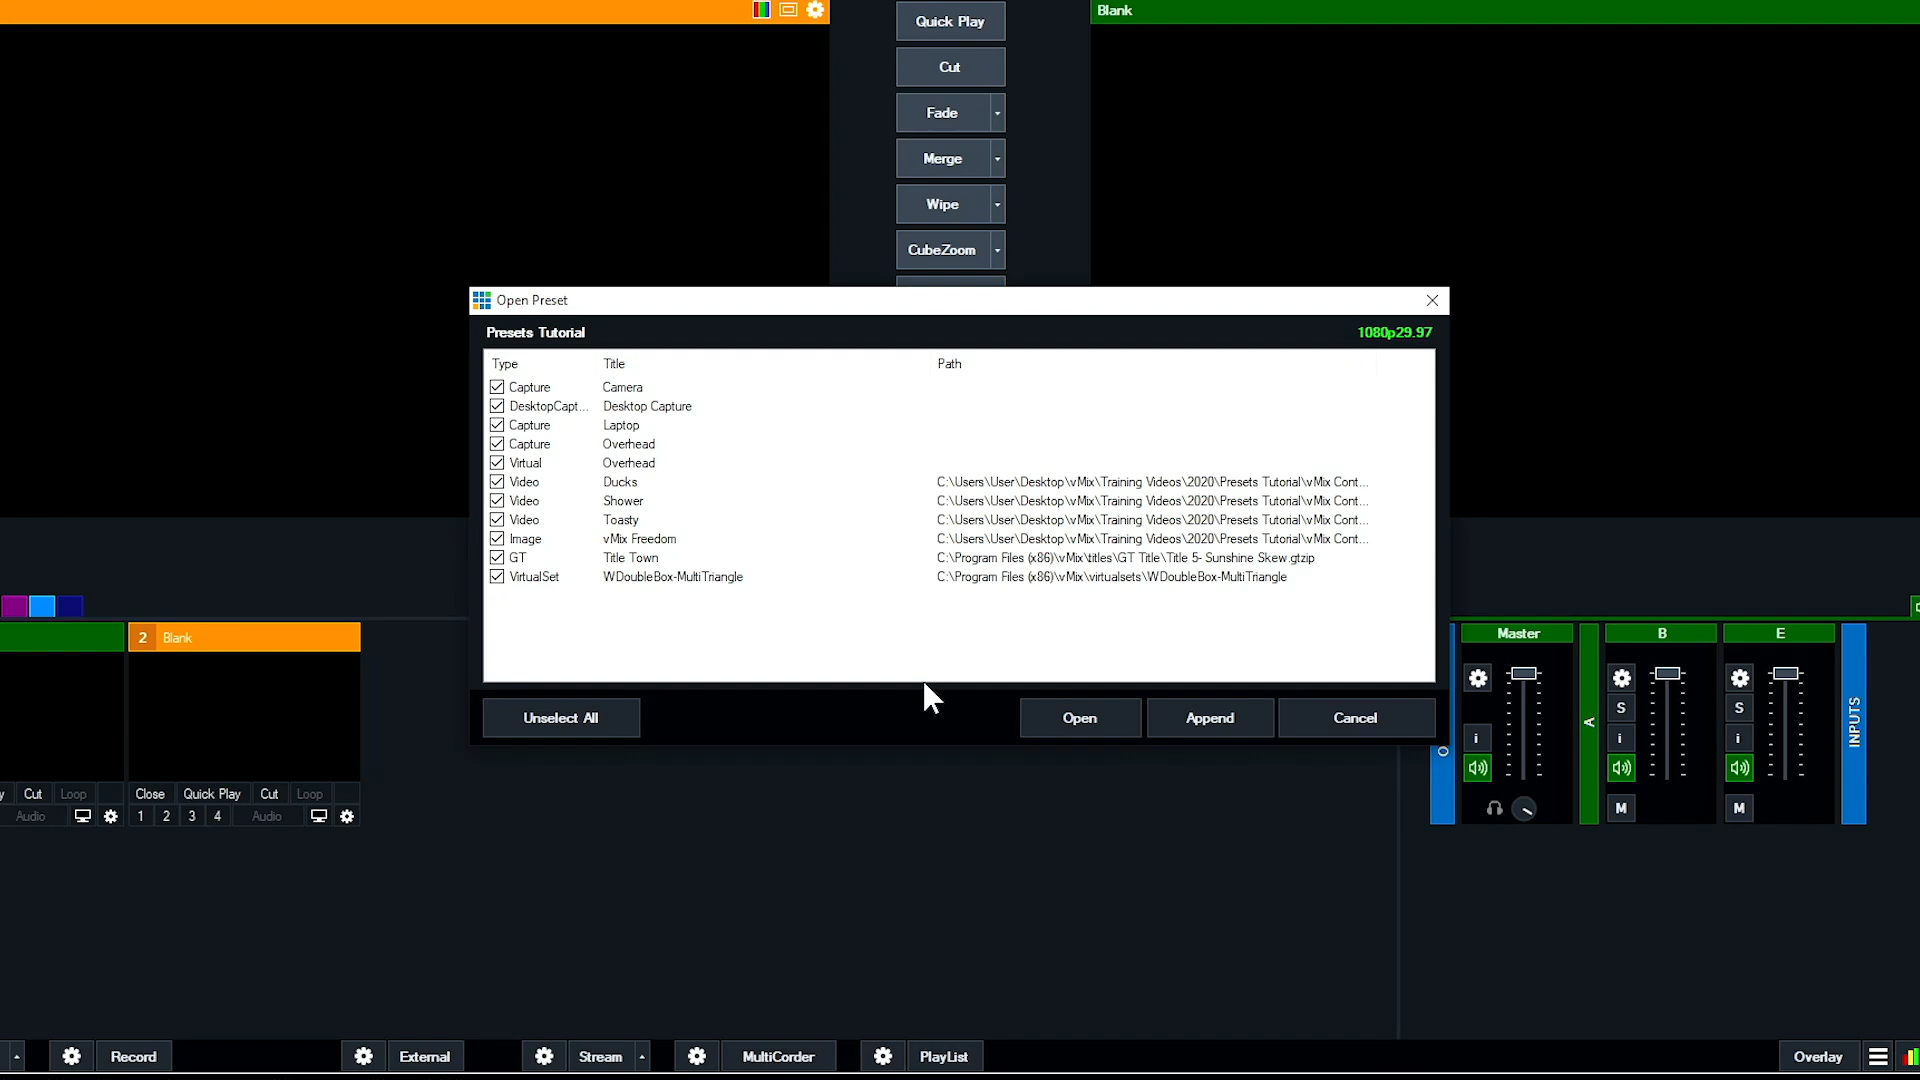 Blank
Quick Play
Cut
Fade
Merge
Wipe
CubeZoom
Open Preset
Presets Tutorial 1080p29.97
Type Title Path
Capture Camera
DesktopCapt... Desktop Capture
Capture Laptop
Capture Overhead
Virtual Overhead
Video Ducks C:\Users\User\Desktop\vMix\Training Videos\2020\Presets Tutorial\vMix Cont...
Video Shower C:\Users\User\Desktop\vMix\Training Videos\2020\Presets Tutorial\vMix Cont...
Video Toasty C:\Users\User\Desktop\vMix\Training Videos\2020\Presets Tutorial\vMix Cont...
Image vMix Freedom C:\Users\User\Desktop\vMix\Training Videos\2020\Presets Tutorial\vMix Cont...
GT Title Town C:\Program Files (x86)\vMix\titles\GT Title\Title 5- Sunshine Skew.gtzip
VirtualSet WDoubleBox-MultiTriangle C:\Program Files (x86)\vMix\virtualsets\WDoubleBox-MultiTriangle
Unselect All Open Append Cancel
2 Blank
Master B E
S S
A INPUTS
i i i
O
M M
y Cut Loop Close Quick Play Cut Loop
Audio 1 2 3 4 Audio
Record External Stream MultiCorder PlayList Overlay